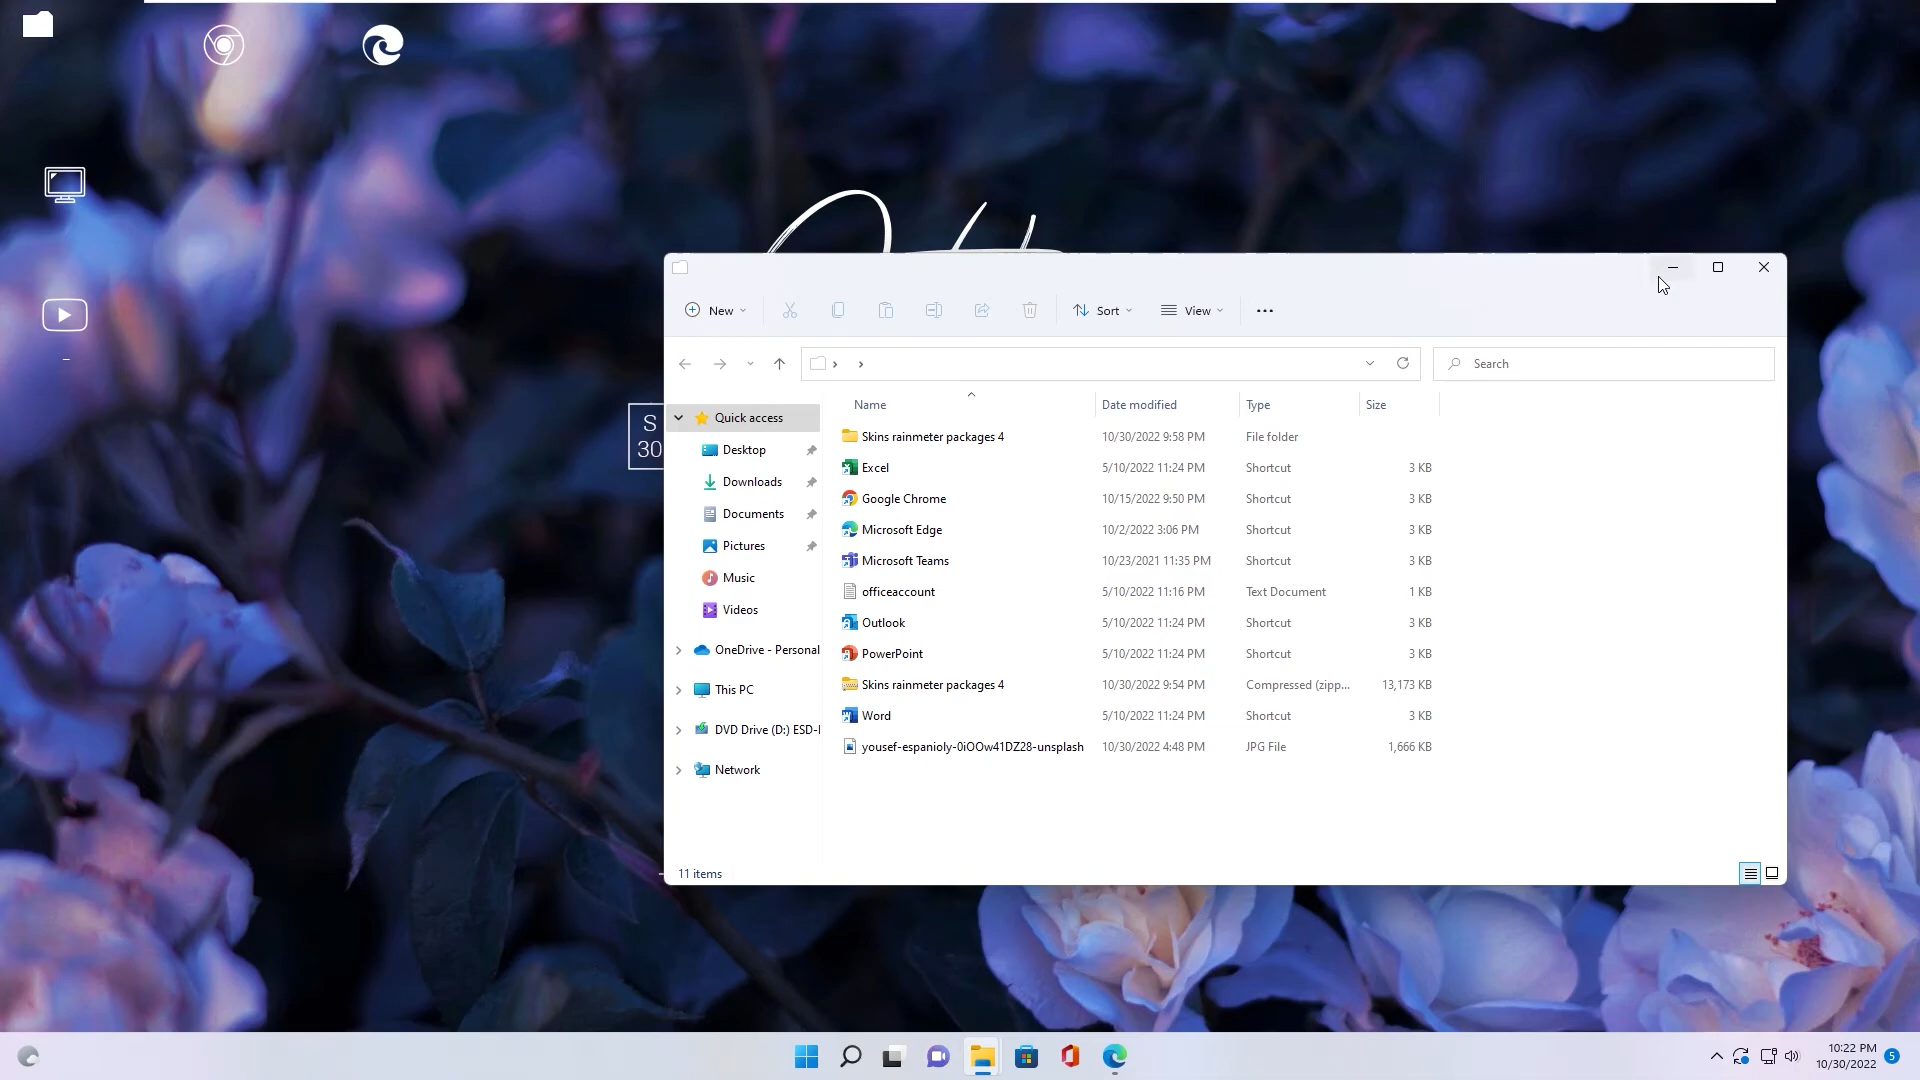 New
Sort
View
Search
Name
Date modified
Type
Size
Quick access
Desktop
Downloads
Documents
Pictures
Music
Videos
OneDrive - Personal
This PC
DVD Drive (D:) ESD-I
Network
Skins rainmeter packages 4 10/30/2022 9:58 PM File folder
Excel 5/10/2022 11:24 PM Shortcut 3 KB
Google Chrome 10/15/2022 9:50 PM Shortcut 3 KB
Microsoft Edge 10/2/2022 3:06 PM Shortcut 3 KB
Microsoft Teams 10/23/2021 11:35 PM Shortcut 3 KB
officeaccount 5/10/2022 11:16 PM Text Document 1 KB
Outlook 5/10/2022 11:24 PM Shortcut 3 KB
PowerPoint 5/10/2022 11:24 PM Shortcut 3 KB
Skins rainmeter packages 4 10/30/2022 9:54 PM Compressed (zipp... 13,173 KB
Word 5/10/2022 11:24 PM Shortcut 3 KB
yousef-espanioly-0iOOw41DZ28-unsplash 10/30/2022 4:48 PM JPG File 1,666 KB
11 items
S
30
10:22 PM
10/30/2022
5